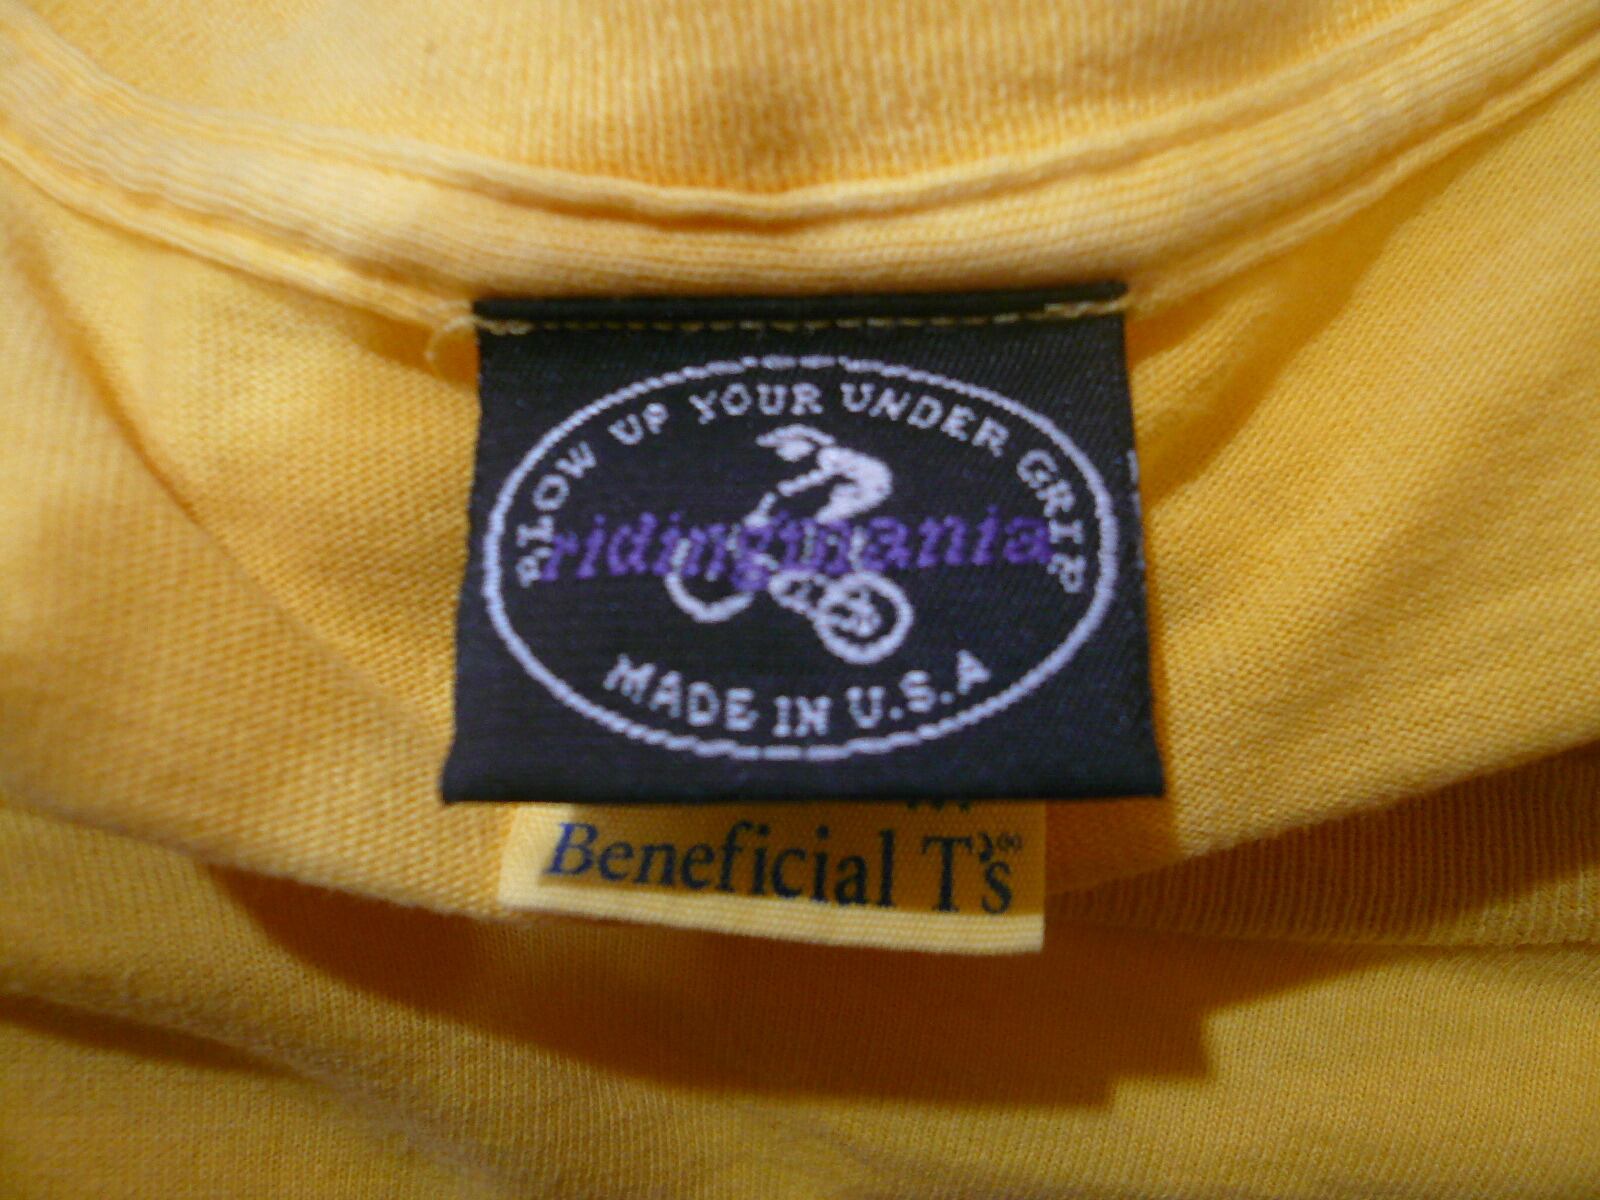 BLOW UP YOUR UNDER GRIP
ridingmania
MADE IN U.S.A
Beneficial T's